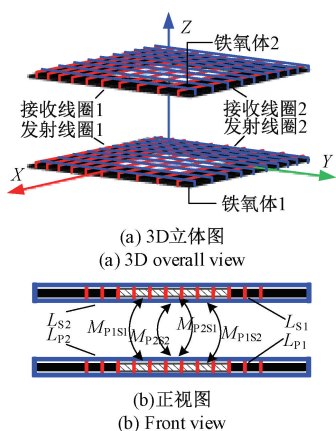 Z
铁氧体2
接收线圈1
发射线圈1
接收线圈2
发射线圈2
X
Y
铁氧体1
(a) 3D立体图
(a) 3D overall view
LS2
LP2
MP1S1
MP2S2
MP2S1
MP1S2
LS1
LP1
(b)正视图
(b) Front view